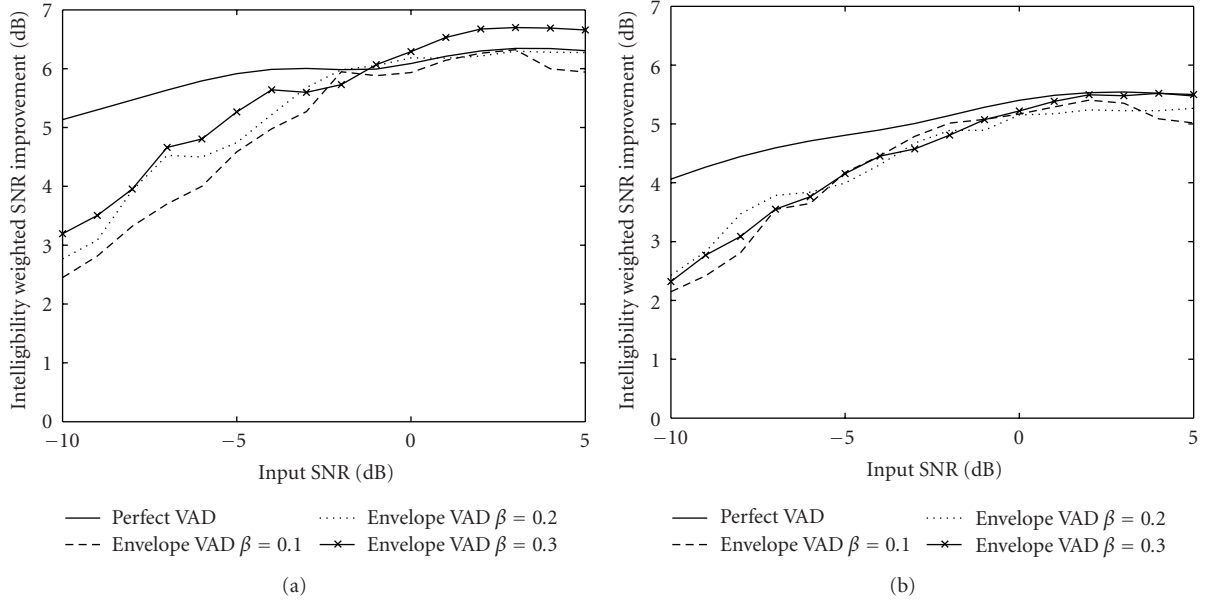 Intelligibility weighted SNR improvement (dB)
7
6
5
4
3
2
1
0
−10
−5
0
5
Input SNR (dB)
Perfect VAD
Envelope VAD β = 0.1
Envelope VAD β = 0.2
Envelope VAD β = 0.3
(a)
Intelligibility weighted SNR improvement (dB)
7
6
5
4
3
2
1
0
−10
−5
0
5
Input SNR (dB)
Perfect VAD
Envelope VAD β = 0.1
Envelope VAD β = 0.2
Envelope VAD β = 0.3
(b)